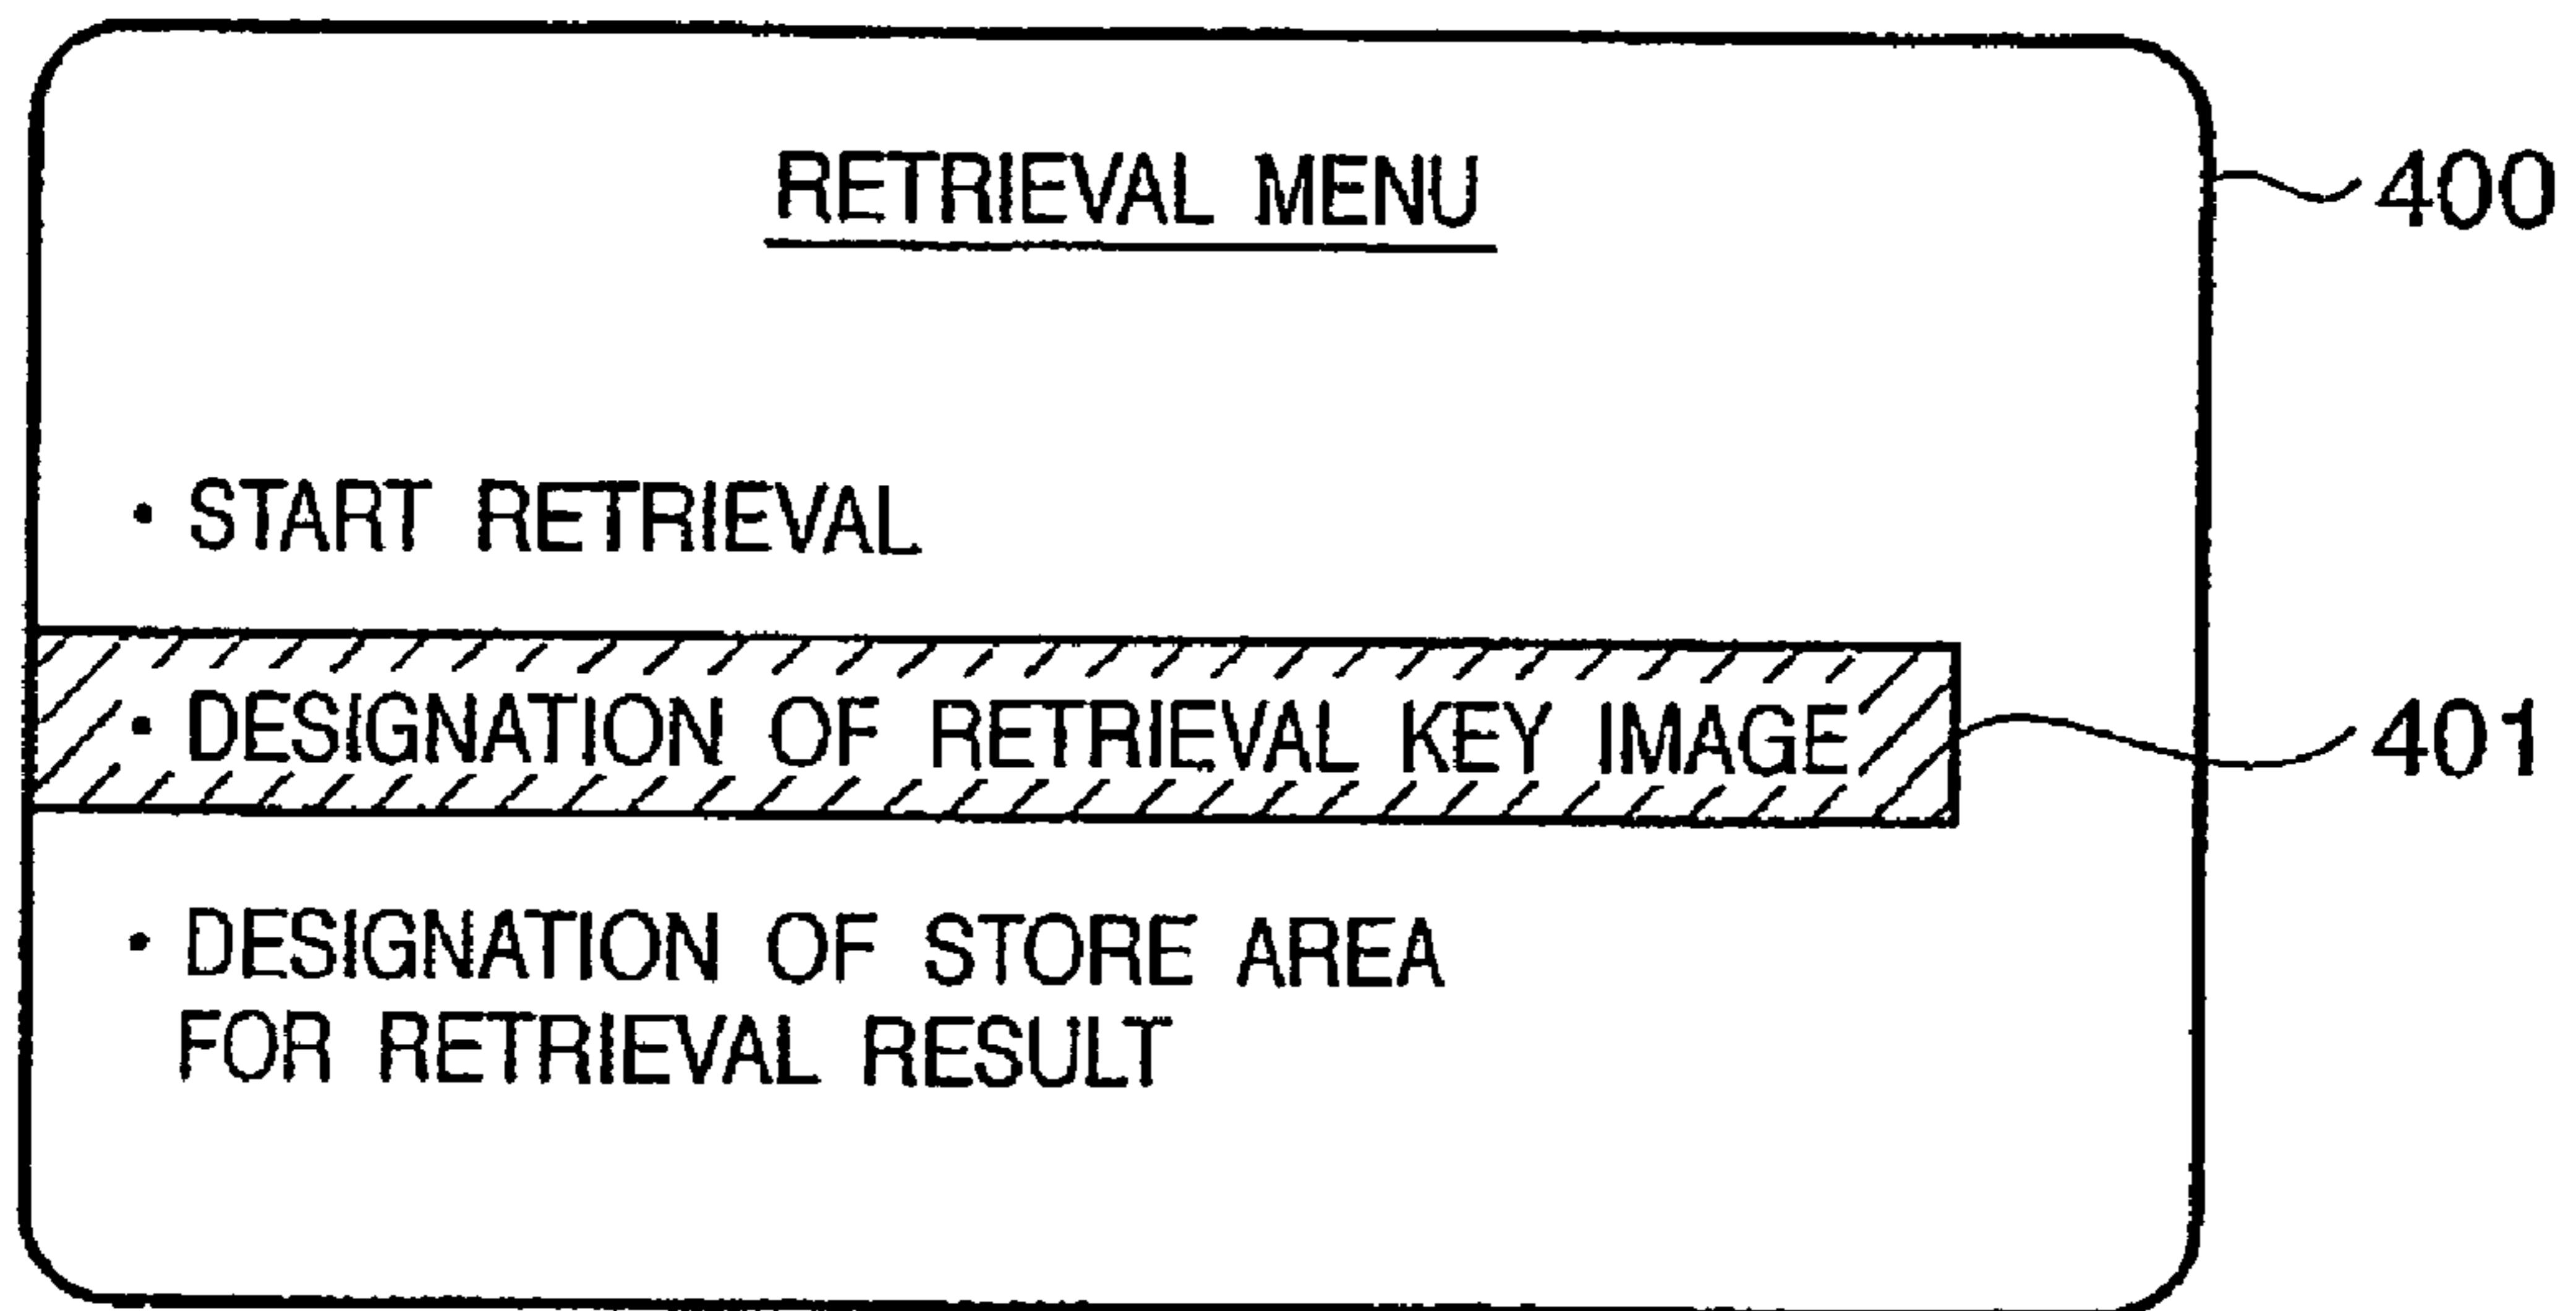 RETRIEVAL MENU
400
· START RETRIEVAL
· DESIGNATION OF RETRIEVAL KEY IMAGE
401
· DESIGNATION OF STORE AREA
FOR RETRIEVAL RESULT